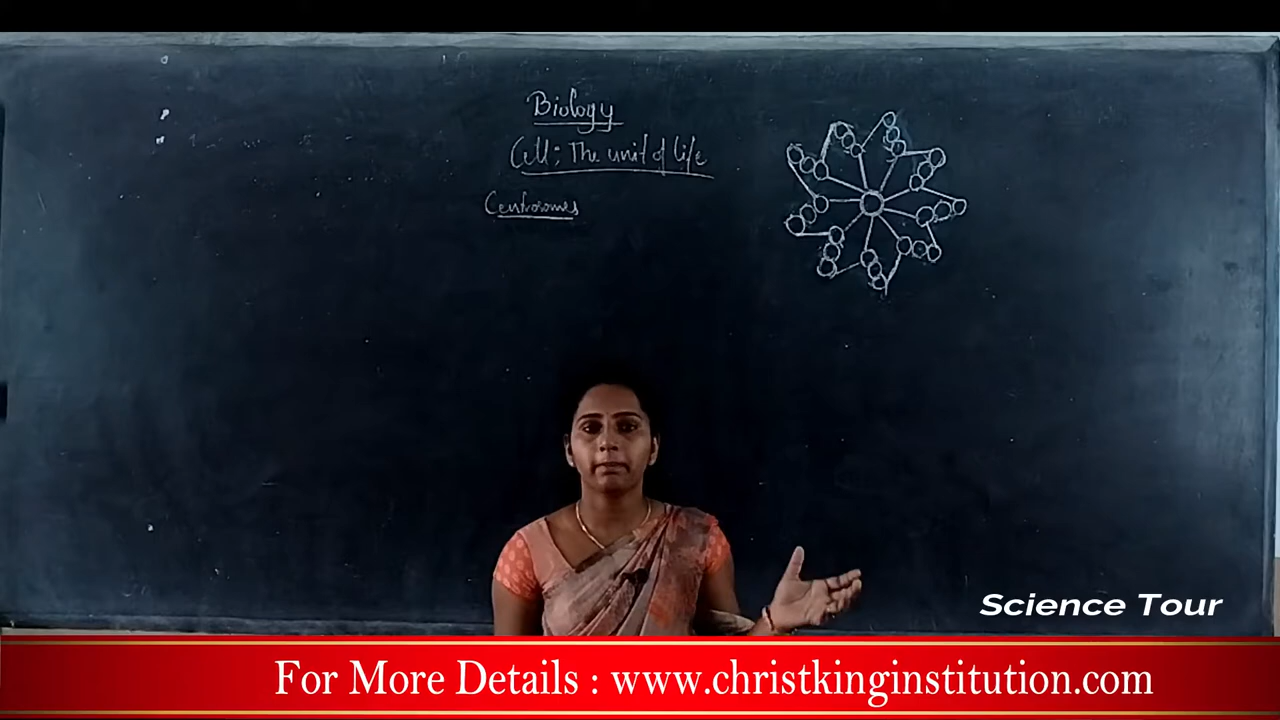 Biology
Cell: The unit of life
Centrosomes
Science Tour
For More Details : www.christkinginstitution.com